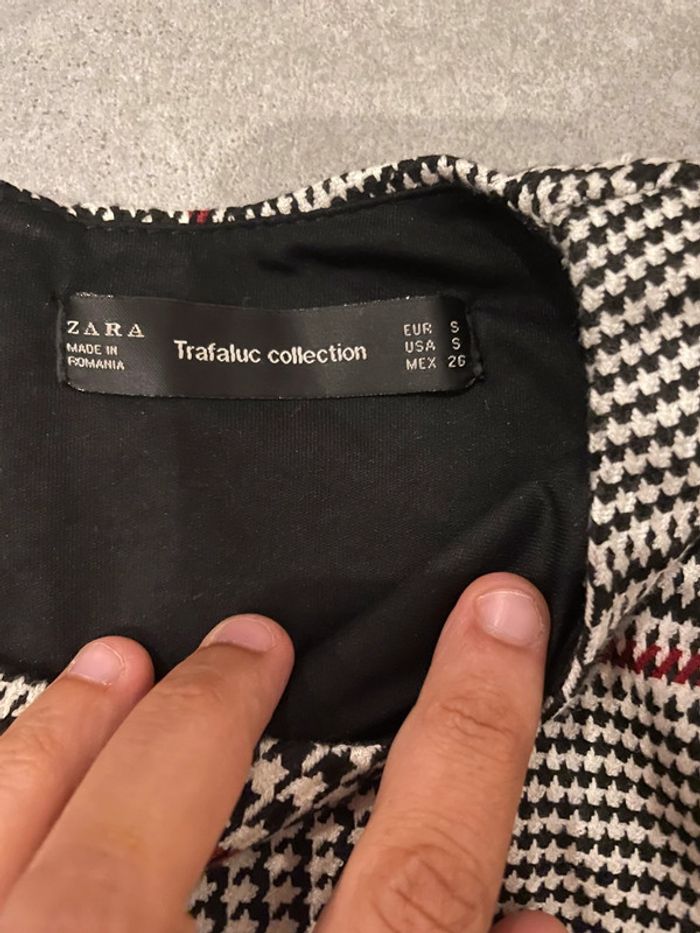 ZARA
MADE IN
ROMANIA
Trafaluc collection
EUR S
USA S
MEX 26